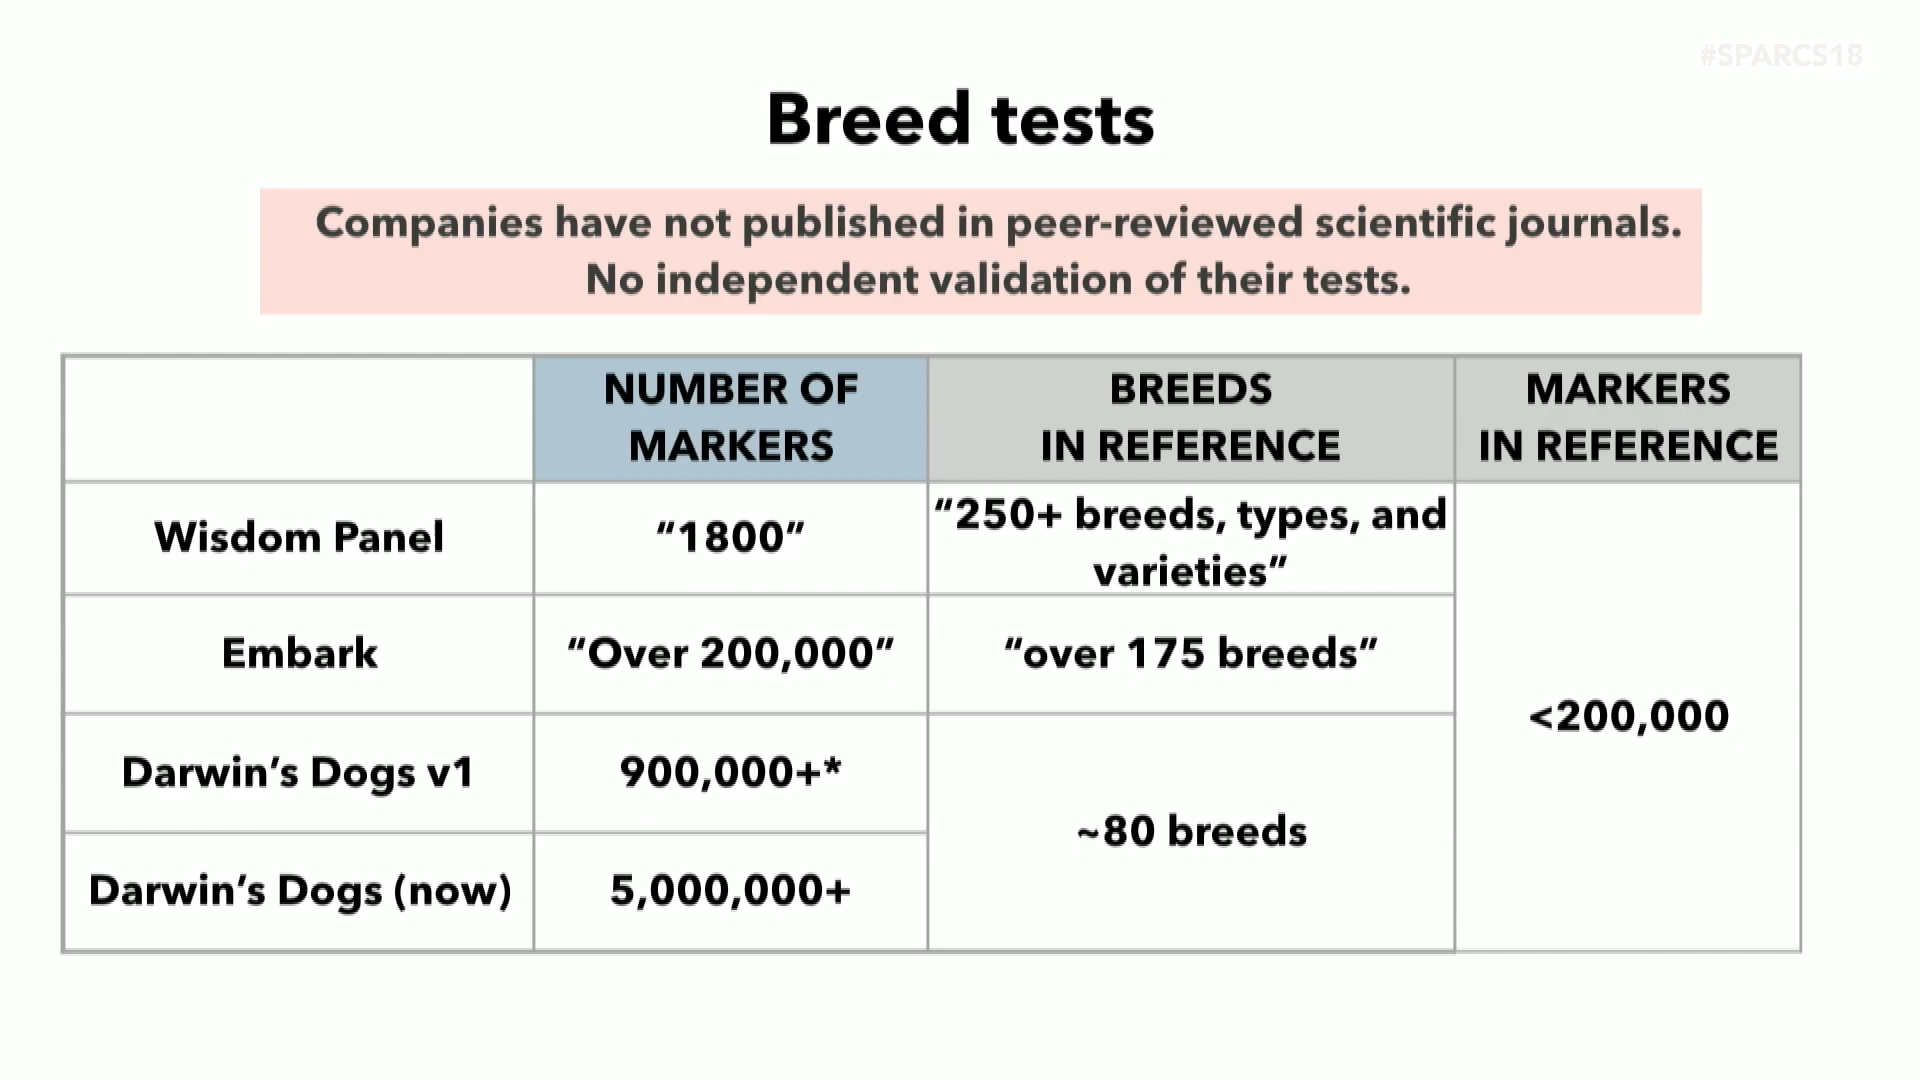 #SPARCS18
Breed tests
Companies have not published in peer-reviewed scientific journals.
No independent validation of their tests.
NUMBER OF
MARKERS
BREEDS
IN REFERENCE
MARKERS
IN REFERENCE
Wisdom Panel
“1800”
“250+ breeds, types, and
varieties”
Embark
“Over 200,000”
“over 175 breeds”
<200,000
Darwin’s Dogs v1
900,000+*
~80 breeds
Darwin’s Dogs (now)
5,000,000+